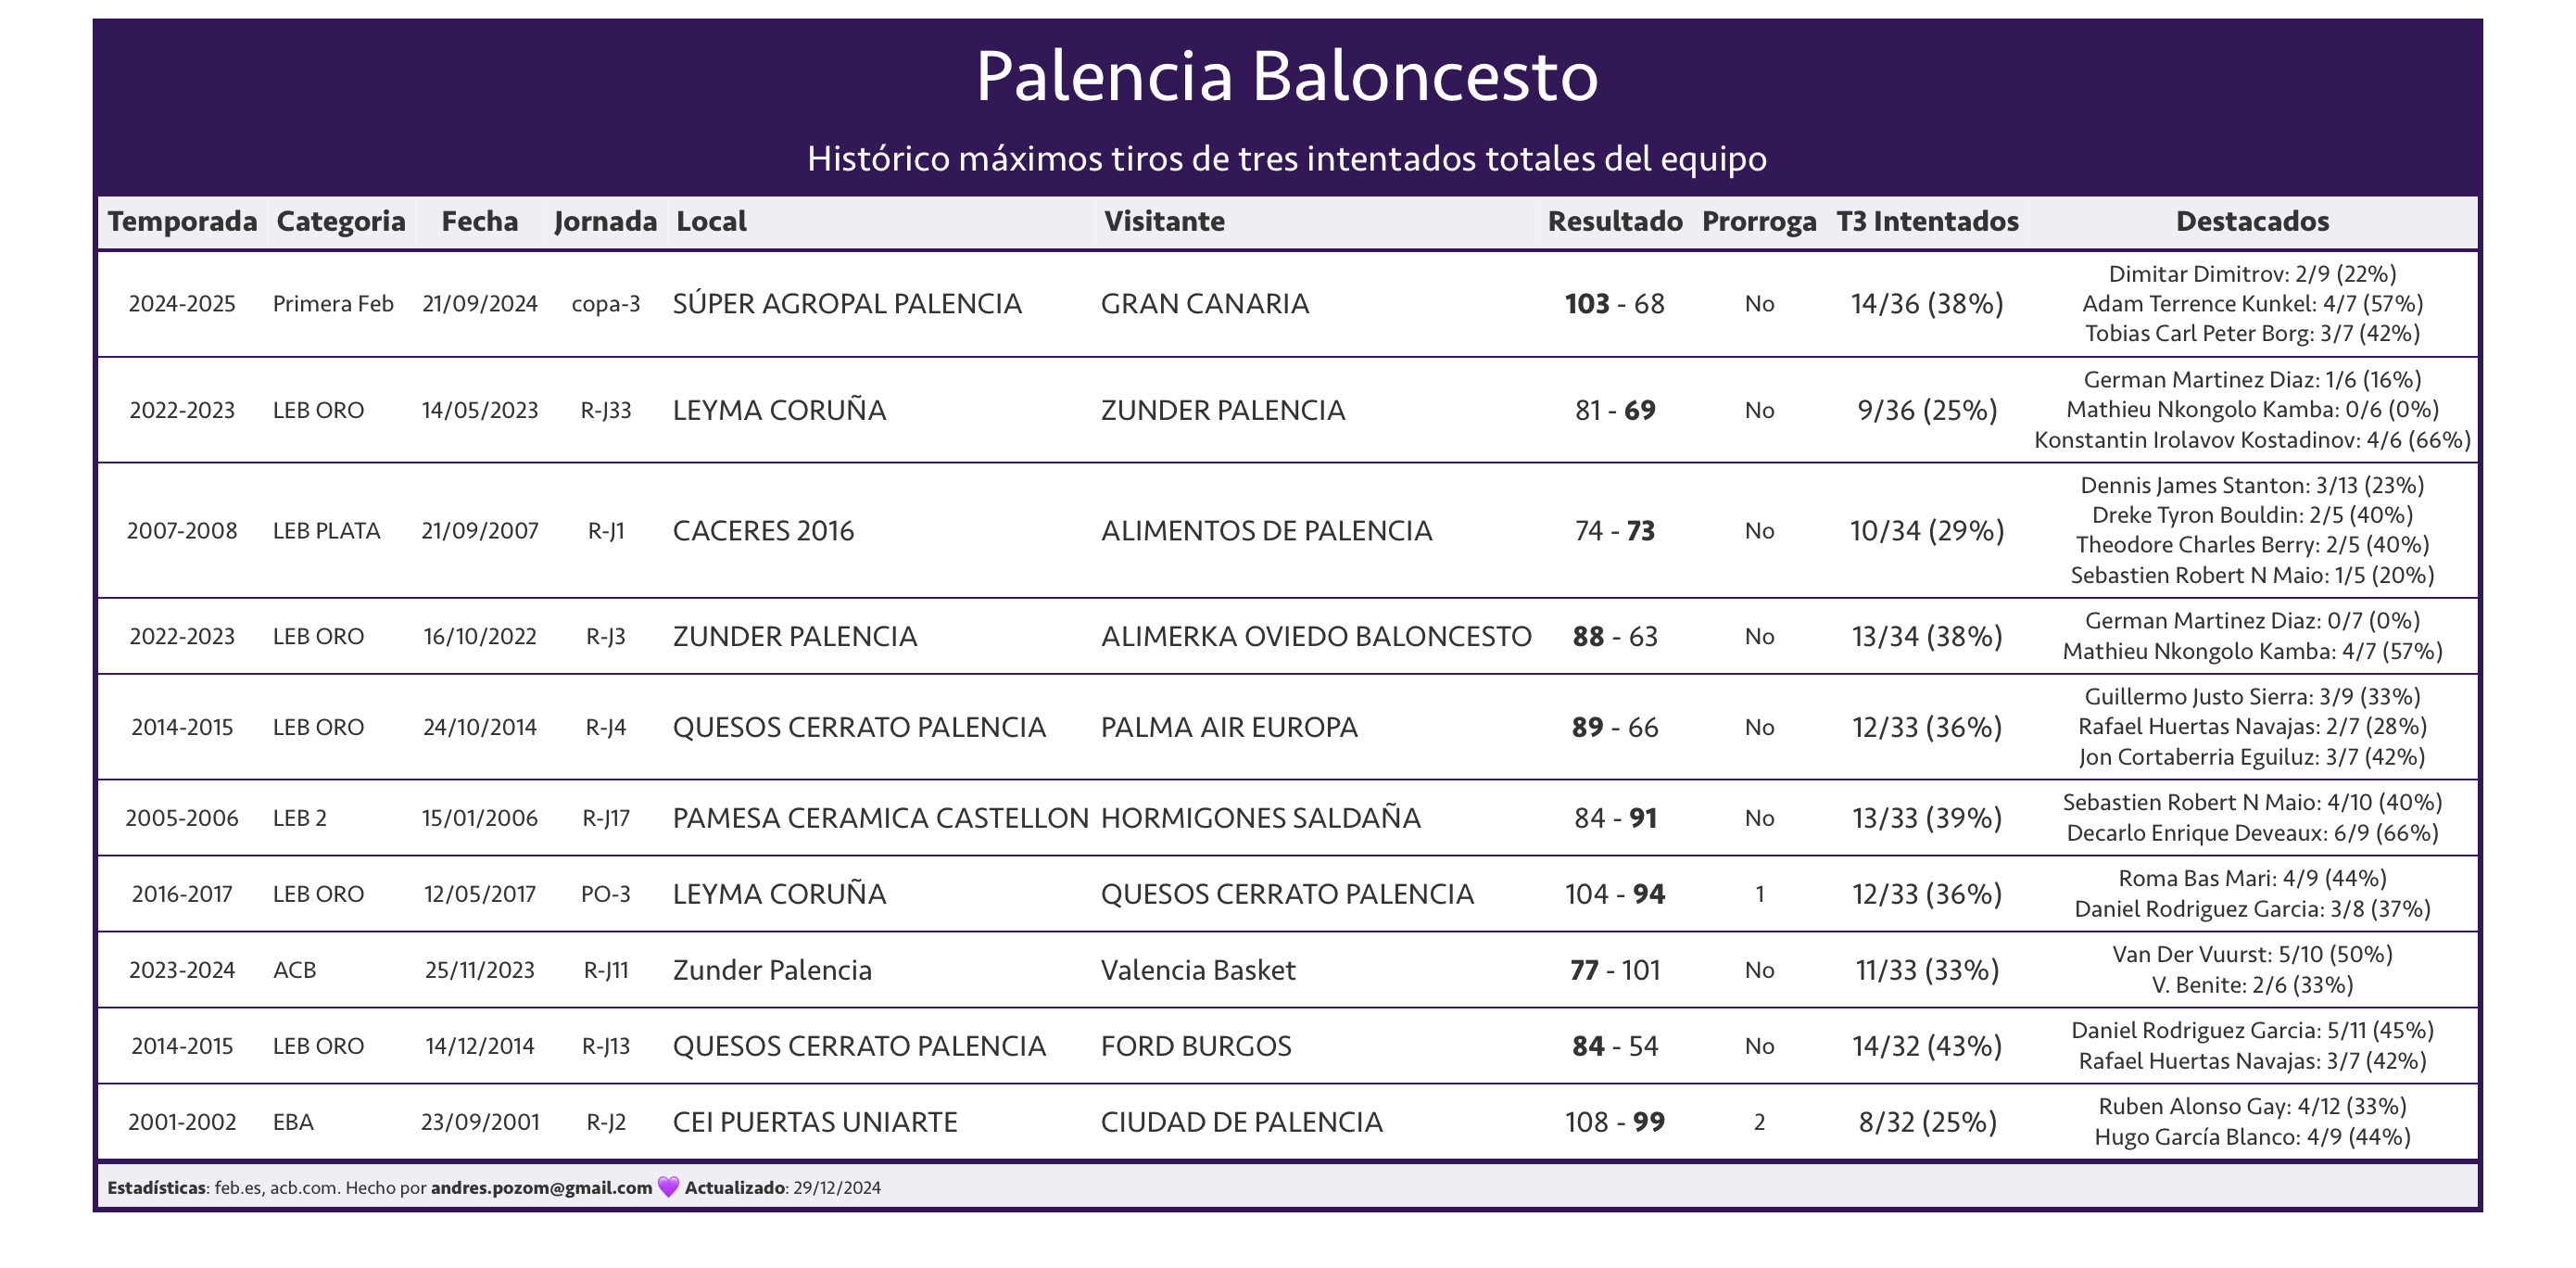 Palencia Baloncesto
Histórico máximos tiros de tres intentados totales del equipo
Temporada Categoria Fecha Jornada Local Visitante Resultado Prorroga T3 Intentados Destacados
2024-2025 Primera Feb 21/09/2024 copa-3 SÚPER AGROPAL PALENCIA GRAN CANARIA 103 - 68 No 14/36 (38%) Dimitar Dimitrov: 2/9 (22%)
Adam Terrence Kunkel: 4/7 (57%)
Tobias Carl Peter Borg: 3/7 (42%)
2022-2023 LEB ORO 14/05/2023 R-J33 LEYMA CORUÑA ZUNDER PALENCIA 81 - 69 No 9/36 (25%) German Martinez Diaz: 1/6 (16%)
Mathieu Nkongolo Kamba: 0/6 (0%)
Konstantin Irolavov Kostadinov: 4/6 (66%)
2007-2008 LEB PLATA 21/09/2007 R-J1 CACERES 2016 ALIMENTOS DE PALENCIA 74 - 73 No 10/34 (29%) Dennis James Stanton: 3/13 (23%)
Dreke Tyron Bouldin: 2/5 (40%)
Theodore Charles Berry: 2/5 (40%)
Sebastien Robert N Maio: 1/5 (20%)
2022-2023 LEB ORO 16/10/2022 R-J3 ZUNDER PALENCIA ALIMERKA OVIEDO BALONCESTO 88 - 63 No 13/34 (38%) German Martinez Diaz: 0/7 (0%)
Mathieu Nkongolo Kamba: 4/7 (57%)
2014-2015 LEB ORO 24/10/2014 R-J4 QUESOS CERRATO PALENCIA PALMA AIR EUROPA 89 - 66 No 12/33 (36%) Guillermo Justo Sierra: 3/9 (33%)
Rafael Huertas Navajas: 2/7 (28%)
Jon Cortaberria Eguiluz: 3/7 (42%)
2005-2006 LEB 2 15/01/2006 R-J17 PAMESA CERAMICA CASTELLON HORMIGONES SALDAÑA 84 - 91 No 13/33 (39%) Sebastien Robert N Maio: 4/10 (40%)
Decarlo Enrique Deveaux: 6/9 (66%)
2016-2017 LEB ORO 12/05/2017 PO-3 LEYMA CORUÑA QUESOS CERRATO PALENCIA 104 - 94 1 12/33 (36%) Roma Bas Mari: 4/9 (44%)
Daniel Rodriguez Garcia: 3/8 (37%)
2023-2024 ACB 25/11/2023 R-J11 Zunder Palencia Valencia Basket 77 - 101 No 11/33 (33%) Van Der Vuurst: 5/10 (50%)
V. Benite: 2/6 (33%)
2014-2015 LEB ORO 14/12/2014 R-J13 QUESOS CERRATO PALENCIA FORD BURGOS 84 - 54 No 14/32 (43%) Daniel Rodriguez Garcia: 5/11 (45%)
Rafael Huertas Navajas: 3/7 (42%)
2001-2002 EBA 23/09/2001 R-J2 CEI PUERTAS UNIARTE CIUDAD DE PALENCIA 108 - 99 2 8/32 (25%) Ruben Alonso Gay: 4/12 (33%)
Hugo García Blanco: 4/9 (44%)
Estadísticas: feb.es, acb.com. Hecho por andres.pozom@gmail.com 💜 Actualizado: 29/12/2024